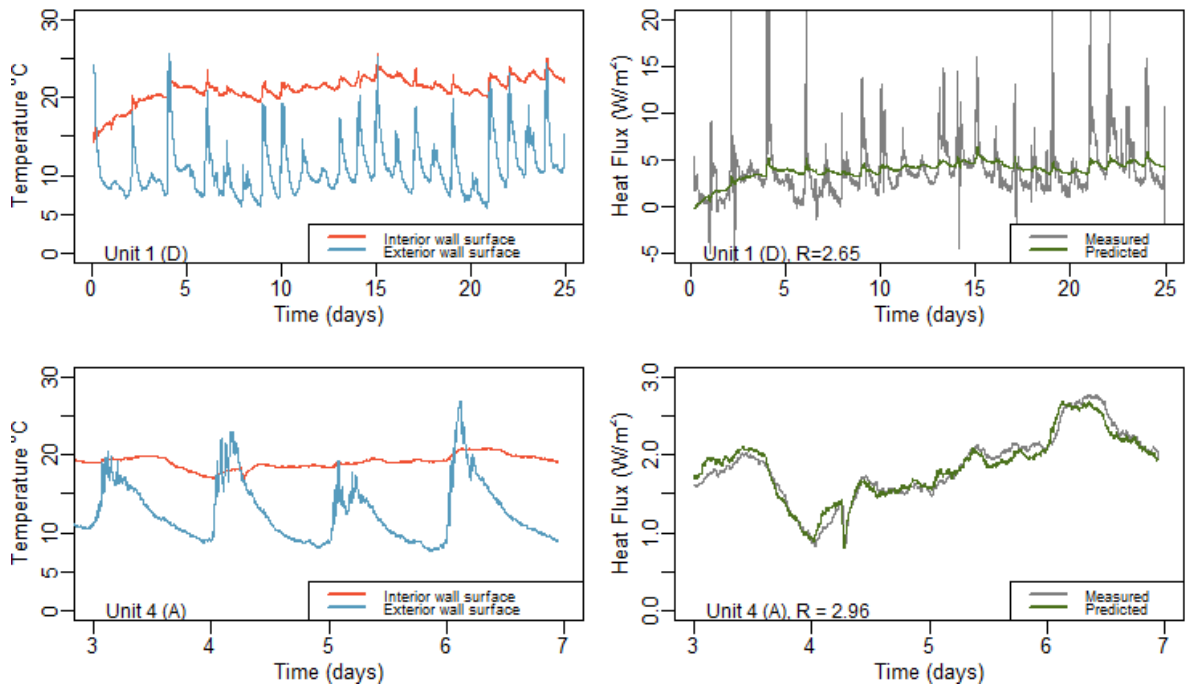 Temperature °C
30
20
10
5
0
Unit 1 (D)
Interior wall surface
Exterior wall surface
0 5 10 15 20 25
Time (days)
Heat Flux (W/m²)
20
15
10
5
0
-5
Unit 1 (D), R=2.65
Measured
Predicted
0 5 10 15 20 25
Time (days)
Temperature °C
30
20
10
5
0
Unit 4 (A)
Interior wall surface
Exterior wall surface
3 4 5 6 7
Time (days)
Heat Flux (W/m²)
3.0
2.0
1.0
0.0
Unit 4 (A), R = 2.96
Measured
Predicted
3 4 5 6 7
Time (days)